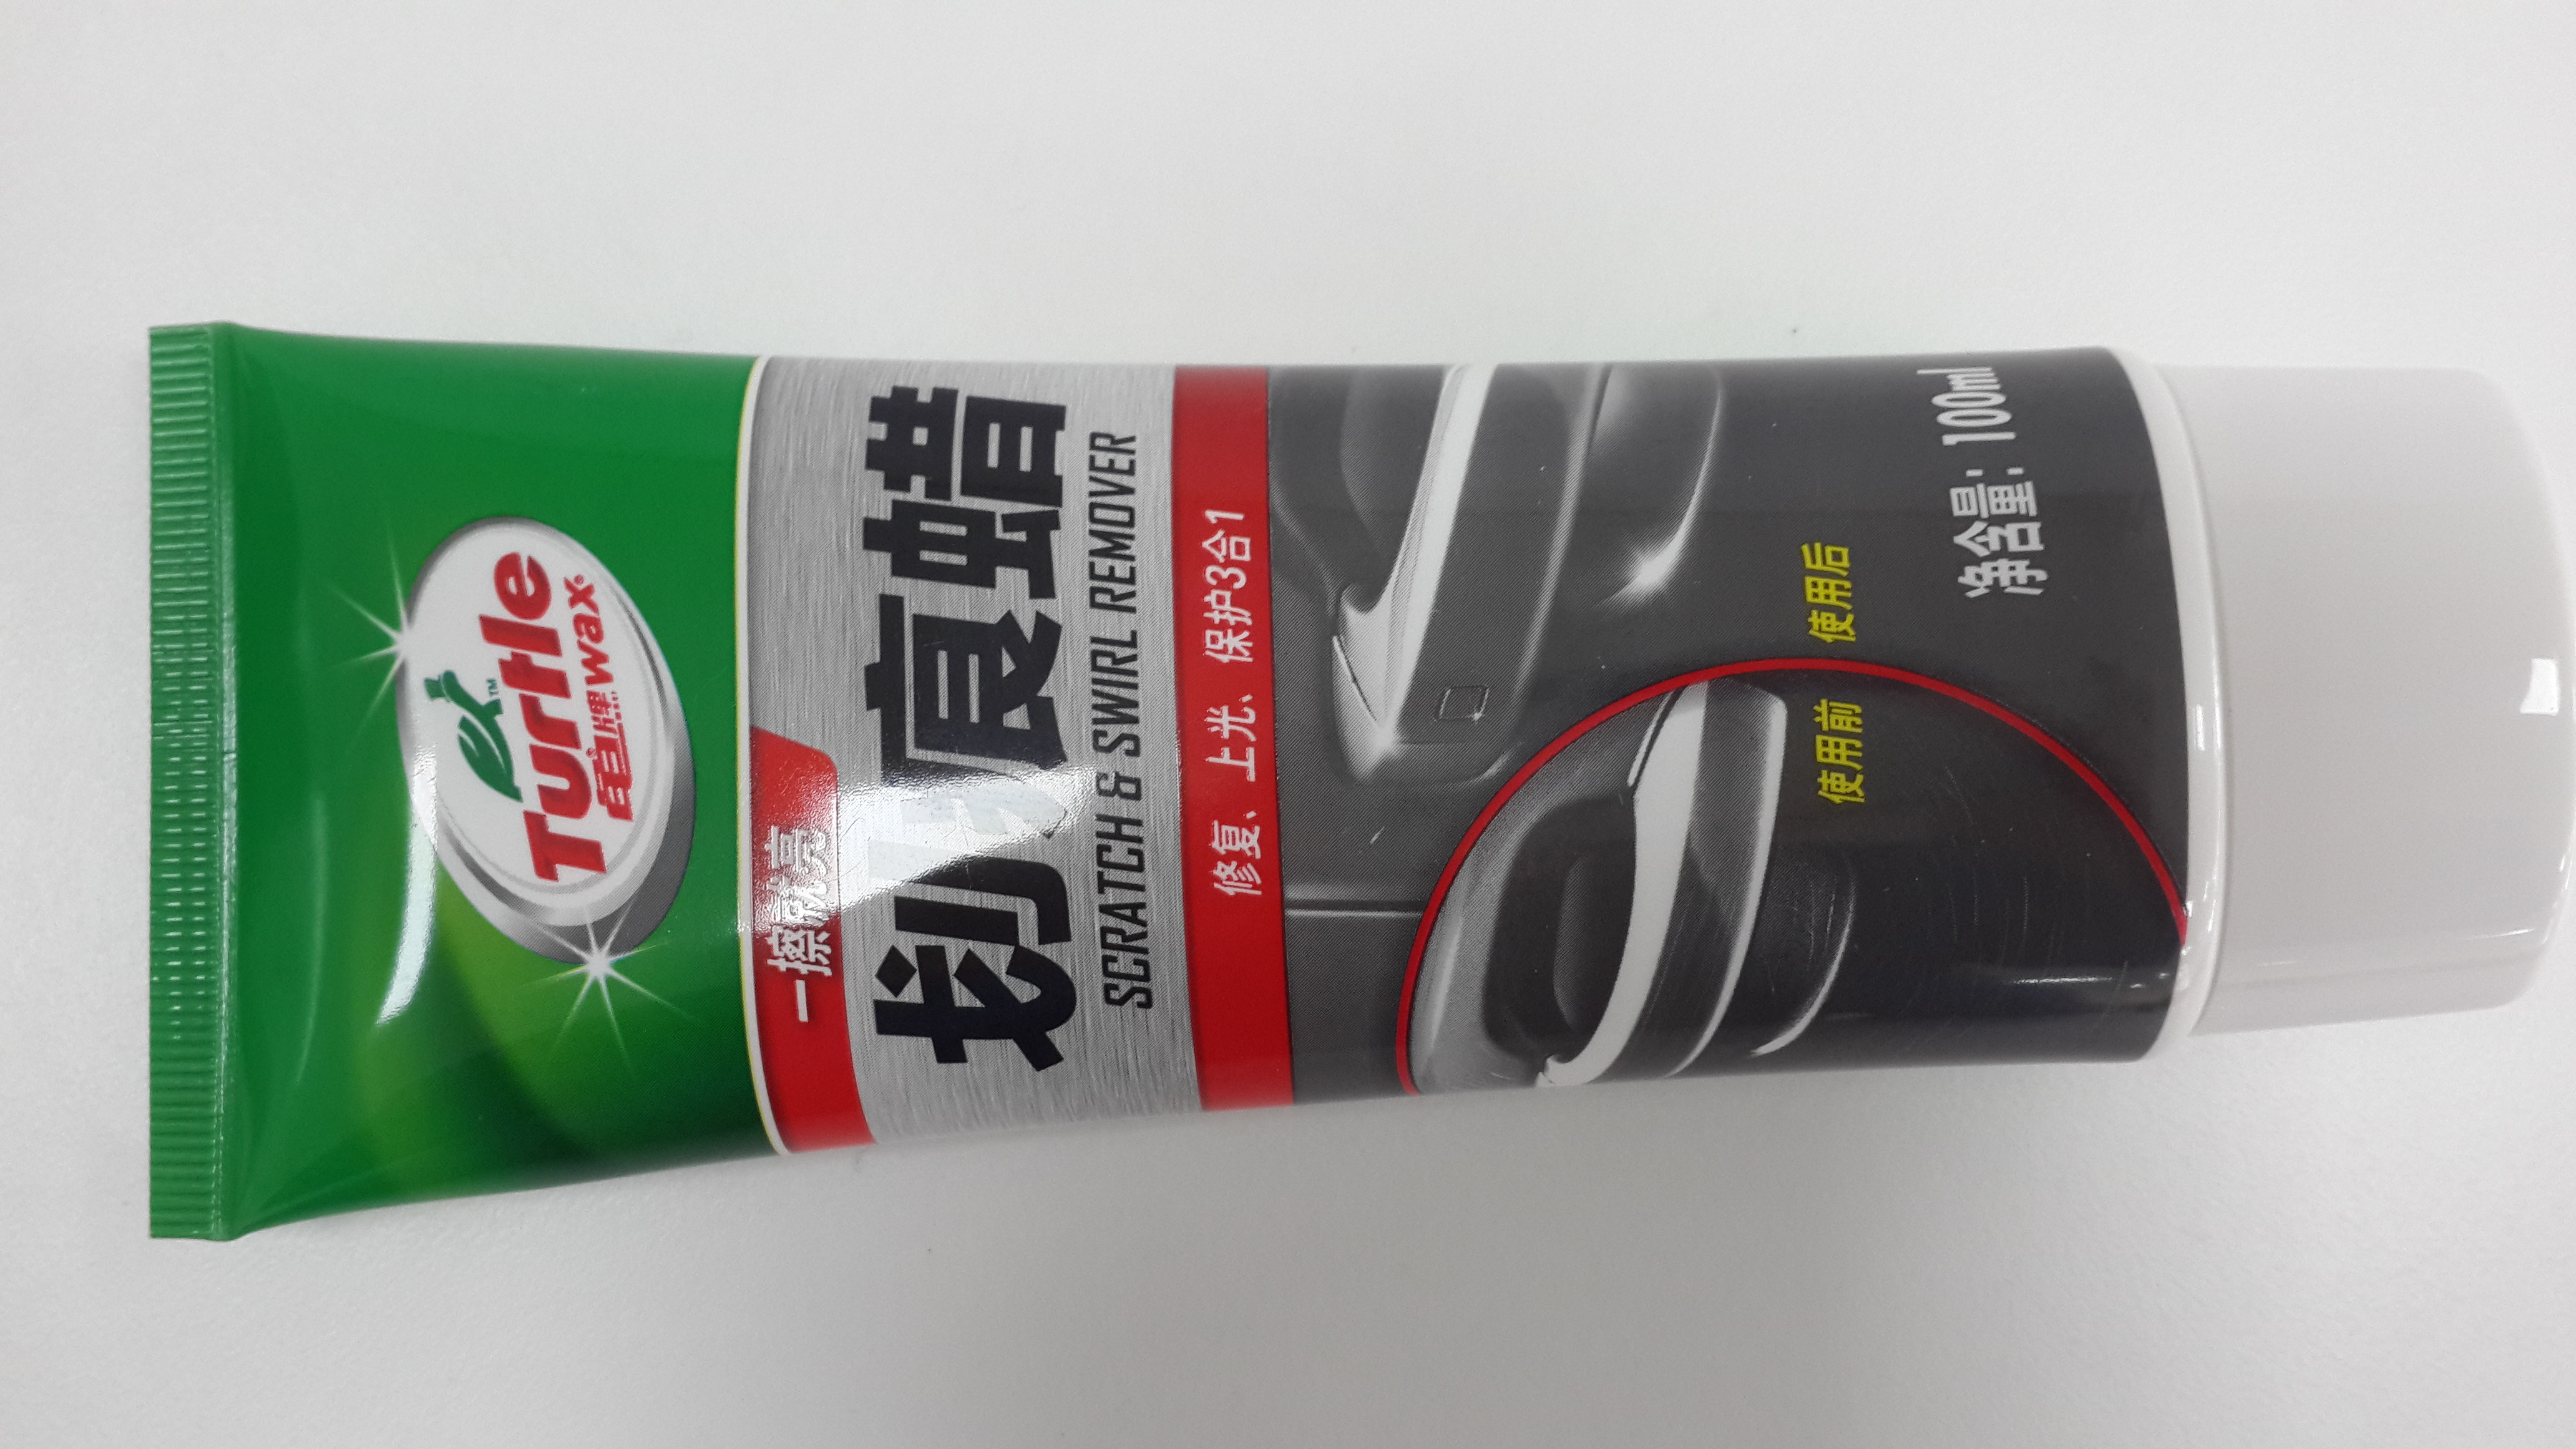 Turtle
龟牌 wax®
一擦就亮
划痕蜡
SCRATCH & SWIRL REMOVER
修复、上光、保护3合1
使用前 使用后
净含量: 100ml